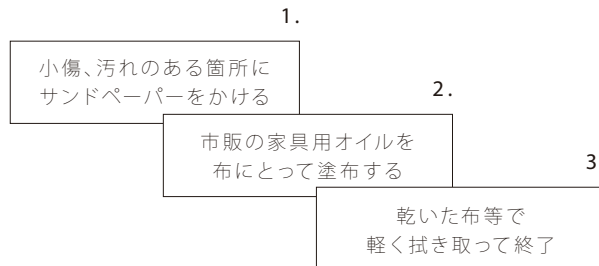 1.
小傷、汚れのある箇所に
サンドペーパーをかける
2.
市販の家具用オイルを
布にとって塗布する
3
乾いた布等で
軽く拭き取って終了